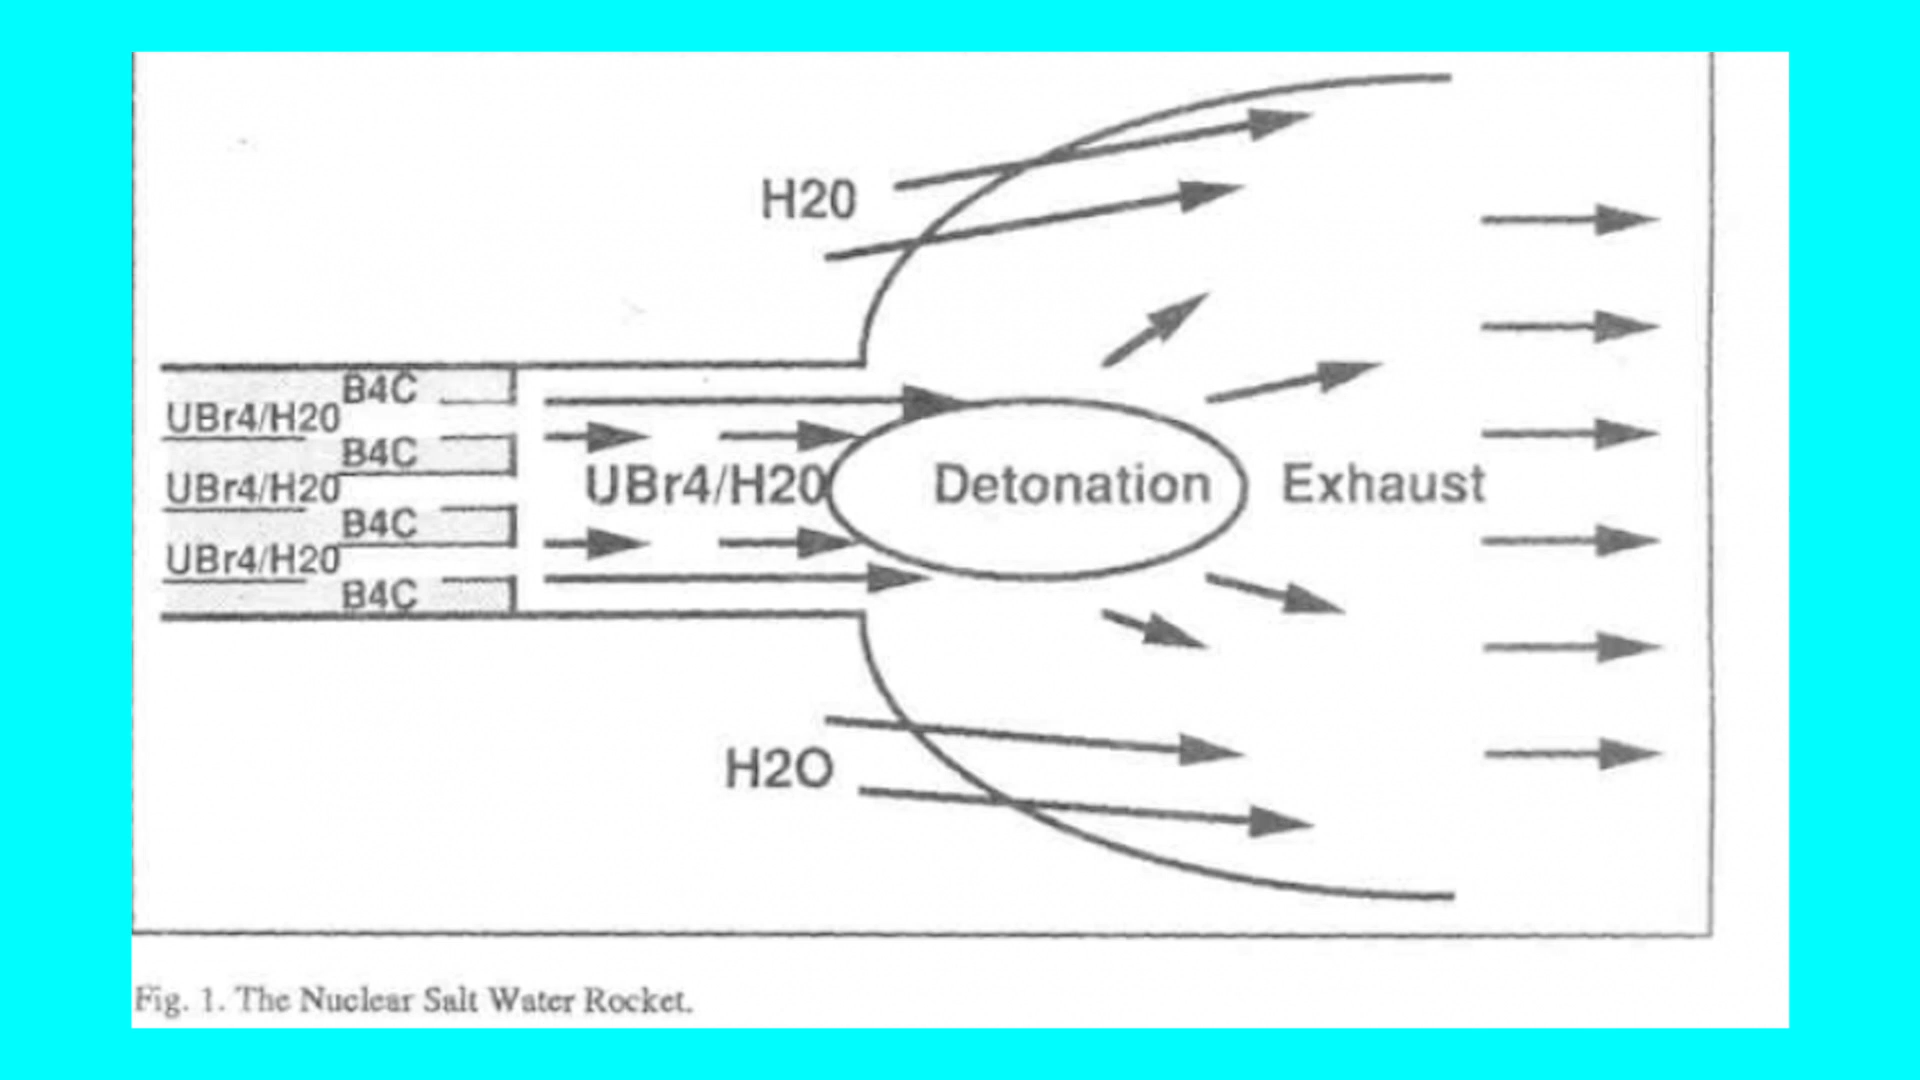 H20
B4C
UBr4/H20
B4C
UBr4/H20
B4C
UBr4/H20
B4C
UBr4/H20
Detonation
Exhaust
H2O
Fig. 1. The Nuclear Salt Water Rocket.